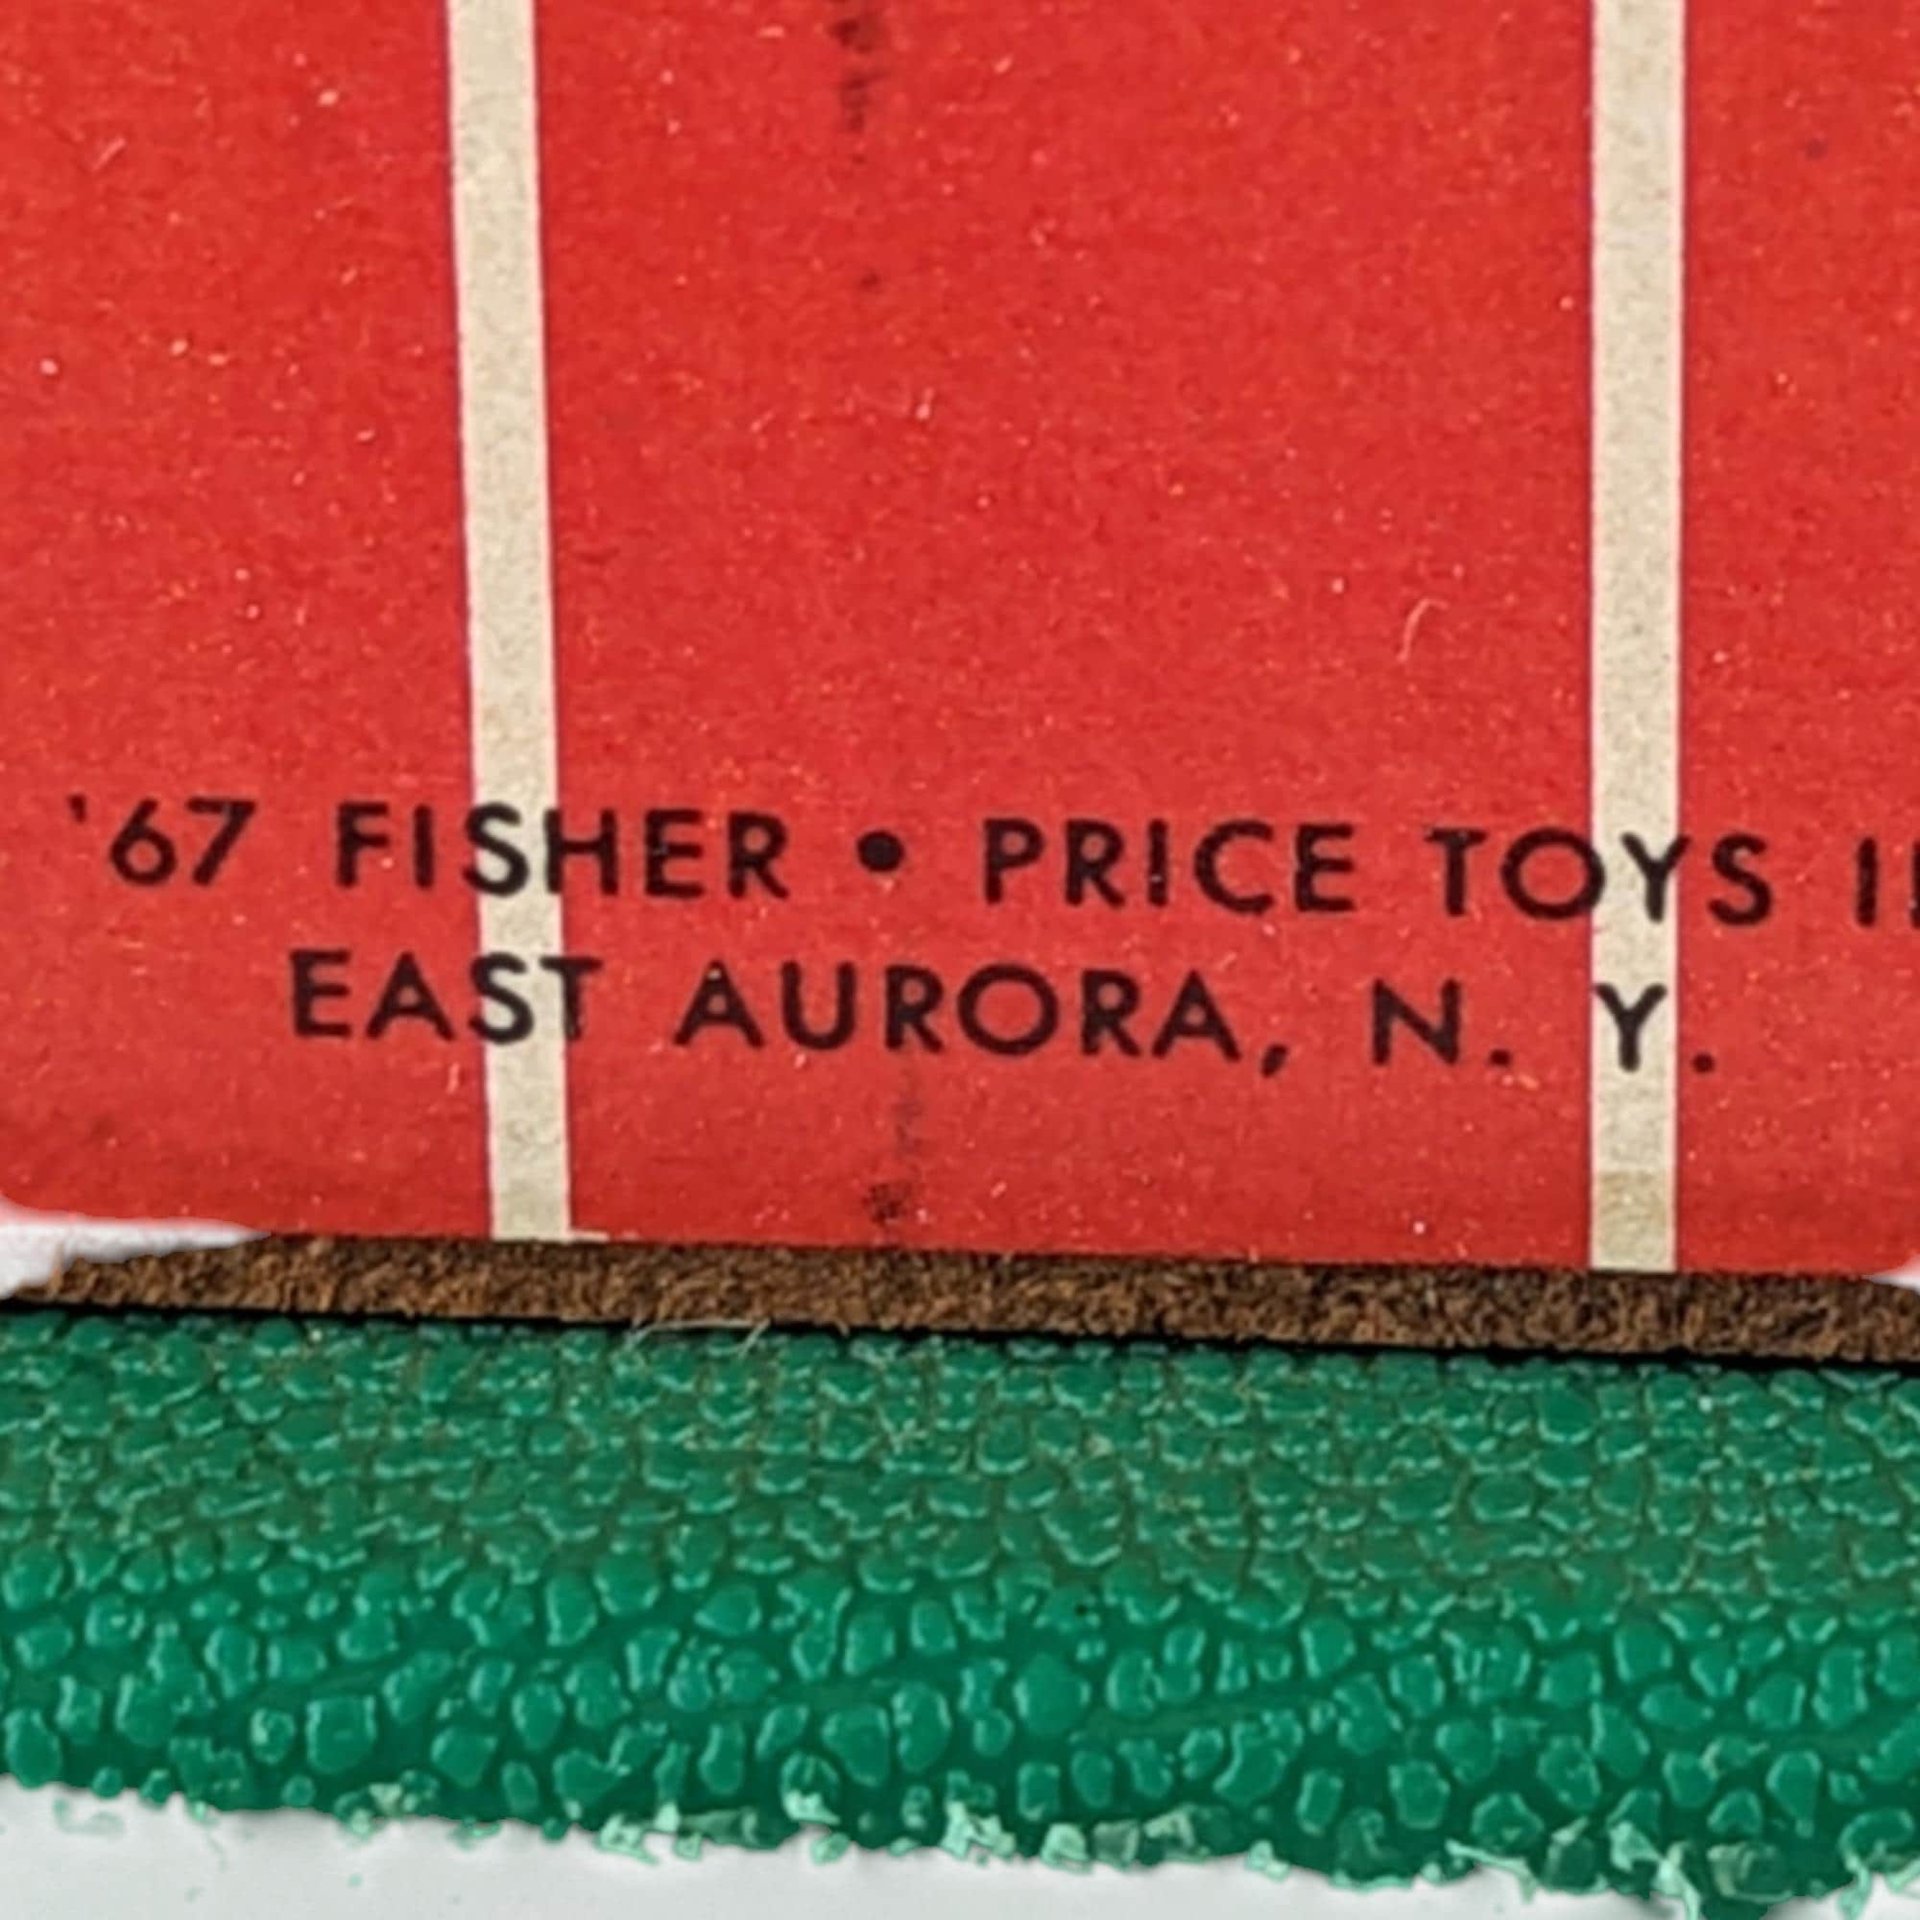 '67 FISHER • PRICE TOYS
EAST AURORA, N. Y.